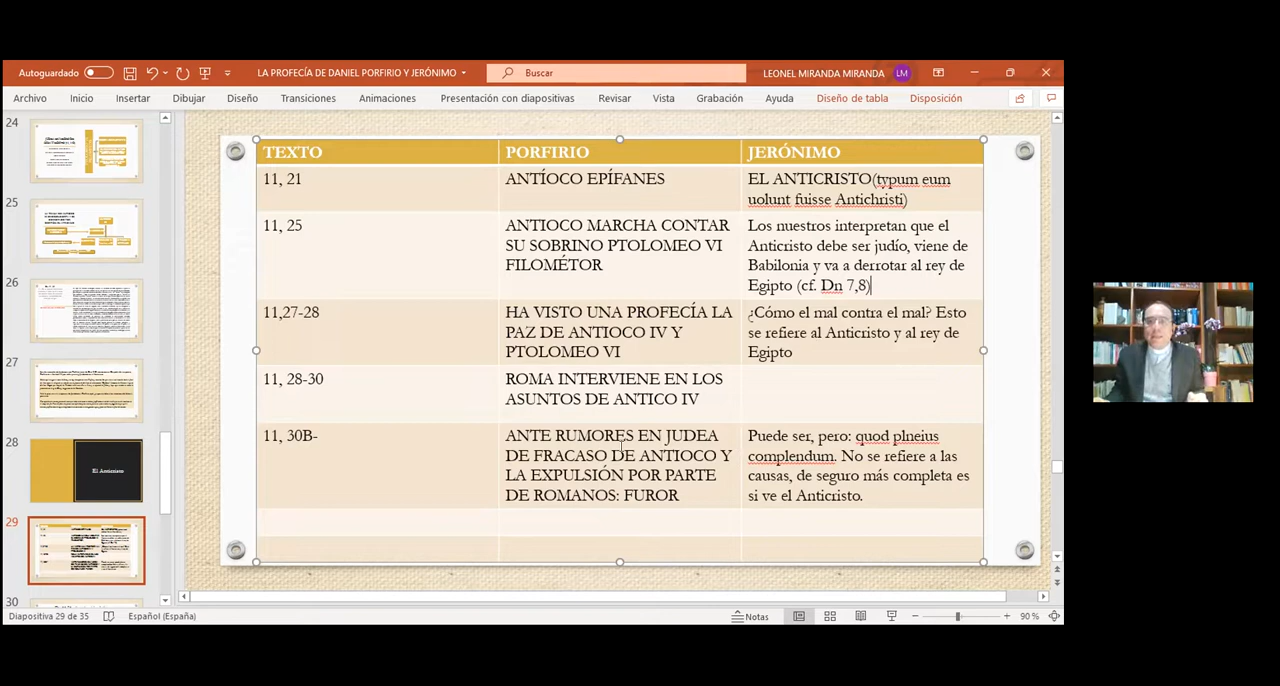 Autoguardado
LA PROFECÍA DE DANIEL PORFIRIO Y JERÓNIMO
Buscar
LEONEL MIRANDA MIRANDA
LM
Archivo Inicio Insertar Dibujar Diseño Transiciones Animaciones Presentación con diapositivas Revisar Vista Grabación Ayuda Diseño de tabla Disposición
24
25
26
27
28
El Anticristo
29
30
TEXTO
PORFIRIO
JERÓNIMO
11, 21
ANTÍOCO EPÍFANES
EL ANTICRISTO(typum eum
uolunt fuisse Antichristi)
11, 25
ANTIOCO MARCHA CONTAR
SU SOBRINO PTOLOMEO VI
FILOMÉTOR
Los nuestros interpretan que el
Anticristo debe ser judío, viene de
Babilonia y va a derrotar al rey de
Egipto (cf. Dn 7,8)
11,27-28
HA VISTO UNA PROFECÍA LA
PAZ DE ANTIOCO IV Y
PTOLOMEO VI
¿Cómo el mal contra el mal? Esto
se refiere al Anticristo y al rey de
Egipto
11, 28-30
ROMA INTERVIENE EN LOS
ASUNTOS DE ANTICO IV
11, 30B-
ANTE RUMORES EN JUDEA
DE FRACASO DE ANTIOCO Y
LA EXPULSIÓN POR PARTE
DE ROMANOS: FUROR
Puede ser, pero: quod plneius
complendum. No se refiere a las
causas, de seguro más completa es
si ve el Anticristo.
Diapositiva 29 de 35
Español (España)
Notas
90 %